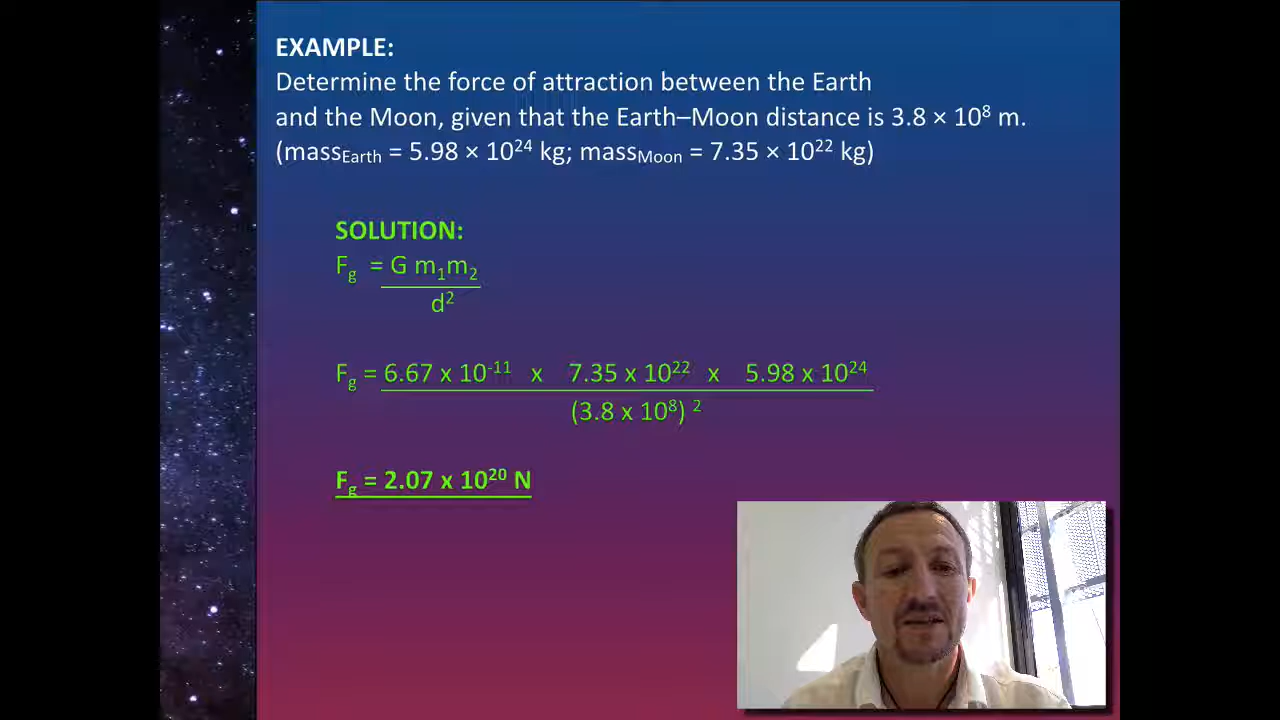 EXAMPLE:
Determine the force of attraction between the Earth
and the Moon, given that the Earth–Moon distance is 3.8 × 10⁸ m.
(mass_Earth = 5.98 × 10²⁴ kg; mass_Moon = 7.35 × 10²² kg)
SOLUTION:
F_g = G m₁m₂
d²
F_g = 6.67 x 10⁻¹¹ x 7.35 x 10²² x 5.98 x 10²⁴
(3.8 x 10⁸) ²
F_g = 2.07 x 10²⁰ N